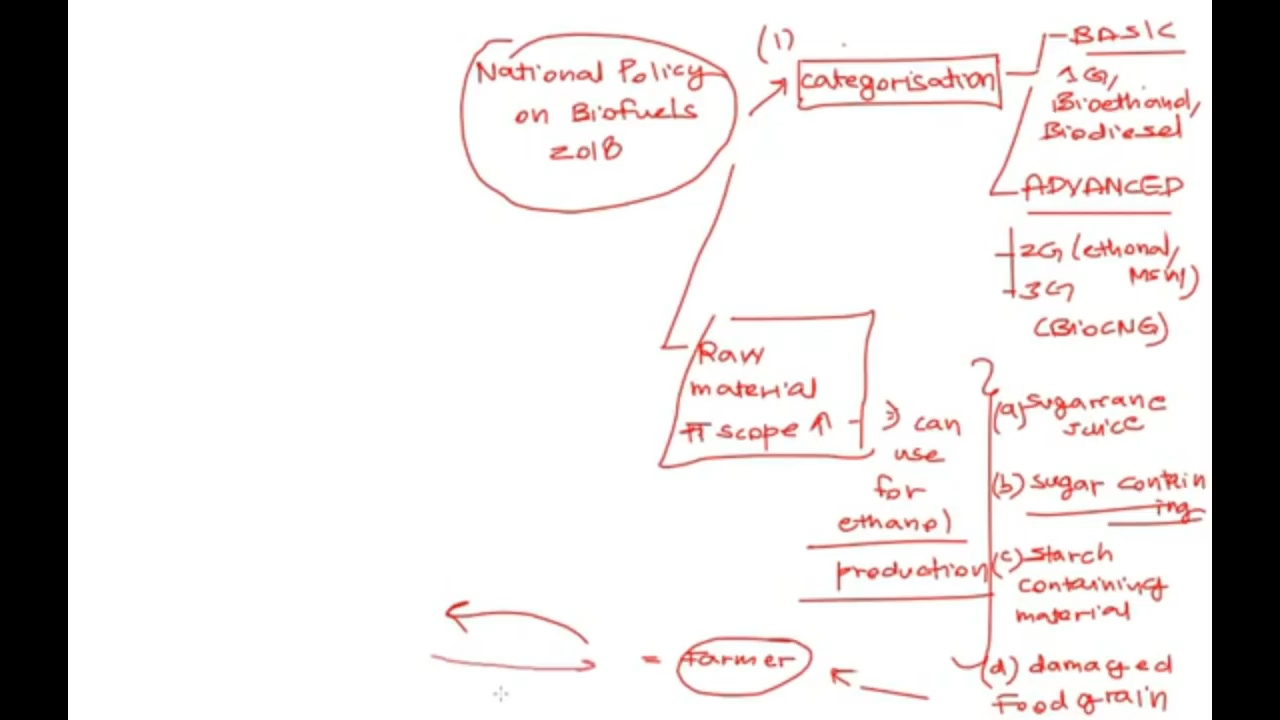 National Policy
on Biofuels
2018
(1)
categorisation
BASIC
1G,
Bioethanol,
Biodiesel
ADVANCED
2G (ethonal,
MSW)
3G
(BioCNG)
Raw
material
scope ↑
can
use
for
ethanol
production
(a) sugarcane
Juice
(b) sugar contain
ing
(c) starch
containing
material
(d) damaged
Food grain
= farmer